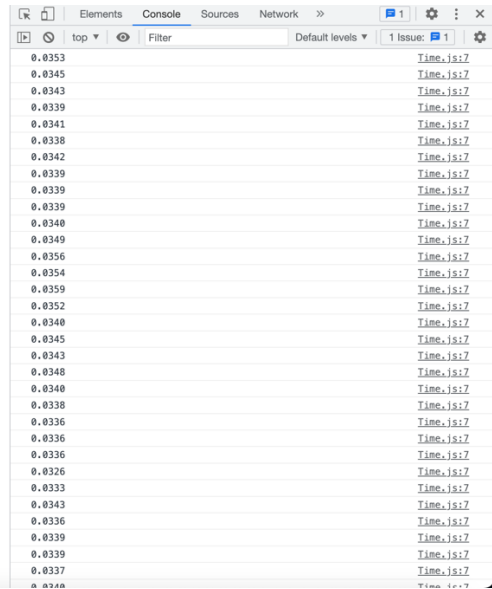 Elements Console Sources Network » 1
top ▼ Filter Default levels ▼ 1 Issue: 1
0.0353 Time.js:7
0.0345 Time.js:7
0.0343 Time.js:7
0.0339 Time.js:7
0.0341 Time.js:7
0.0338 Time.js:7
0.0342 Time.js:7
0.0339 Time.js:7
0.0339 Time.js:7
0.0339 Time.js:7
0.0340 Time.js:7
0.0349 Time.js:7
0.0356 Time.js:7
0.0354 Time.js:7
0.0359 Time.js:7
0.0352 Time.js:7
0.0340 Time.js:7
0.0345 Time.js:7
0.0343 Time.js:7
0.0348 Time.js:7
0.0340 Time.js:7
0.0338 Time.js:7
0.0336 Time.js:7
0.0336 Time.js:7
0.0336 Time.js:7
0.0326 Time.js:7
0.0333 Time.js:7
0.0343 Time.js:7
0.0336 Time.js:7
0.0339 Time.js:7
0.0339 Time.js:7
0.0337 Time.js:7